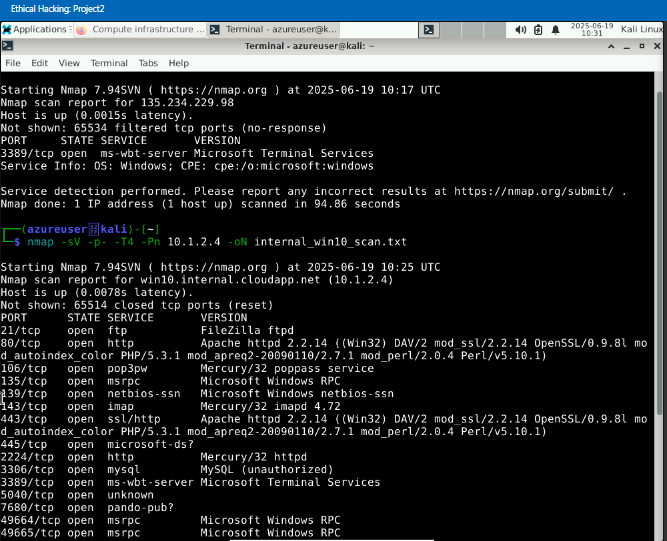 Ethical Hacking: Project2
Applications
Compute infrastructure ...
Terminal - azureuser@k...
2025-06-19
10:31
Kali Linux
Terminal - azureuser@kali: ~
File Edit View Terminal Tabs Help
Starting Nmap 7.94SVN ( https://nmap.org ) at 2025-06-19 10:17 UTC
Nmap scan report for 135.234.229.98
Host is up (0.0015s latency).
Not shown: 65534 filtered tcp ports (no-response)
PORT     STATE SERVICE       VERSION
3389/tcp open  ms-wbt-server Microsoft Terminal Services
Service Info: OS: Windows; CPE: cpe:/o:microsoft:windows
Service detection performed. Please report any incorrect results at https://nmap.org/submit/ .
Nmap done: 1 IP address (1 host up) scanned in 94.86 seconds
(azureuser㉿kali)-[~]
$ nmap -sV -p- -T4 -Pn 10.1.2.4 -oN internal_win10_scan.txt
Starting Nmap 7.94SVN ( https://nmap.org ) at 2025-06-19 10:25 UTC
Nmap scan report for win10.internal.cloudapp.net (10.1.2.4)
Host is up (0.0078s latency).
Not shown: 65514 closed tcp ports (reset)
PORT      STATE SERVICE       VERSION
21/tcp    open  ftp           FileZilla ftpd
80/tcp    open  http          Apache httpd 2.2.14 ((Win32) DAV/2 mod_ssl/2.2.14 OpenSSL/0.9.8l mo
d_autoindex_color PHP/5.3.1 mod_apreq2-20090110/2.7.1 mod_perl/2.0.4 Perl/v5.10.1)
106/tcp   open  pop3pw        Mercury/32 poppass service
135/tcp   open  msrpc         Microsoft Windows RPC
139/tcp   open  netbios-ssn   Microsoft Windows netbios-ssn
143/tcp   open  imap          Mercury/32 imapd 4.72
443/tcp   open  ssl/http      Apache httpd 2.2.14 ((Win32) DAV/2 mod_ssl/2.2.14 OpenSSL/0.9.8l mo
d_autoindex_color PHP/5.3.1 mod_apreq2-20090110/2.7.1 mod_perl/2.0.4 Perl/v5.10.1)
445/tcp   open  microsoft-ds?
2224/tcp  open  http          Mercury/32 httpd
3306/tcp  open  mysql         MySQL (unauthorized)
3389/tcp  open  ms-wbt-server Microsoft Terminal Services
5040/tcp  open  unknown
7680/tcp  open  pando-pub?
49664/tcp open  msrpc         Microsoft Windows RPC
49665/tcp open  msrpc         Microsoft Windows RPC